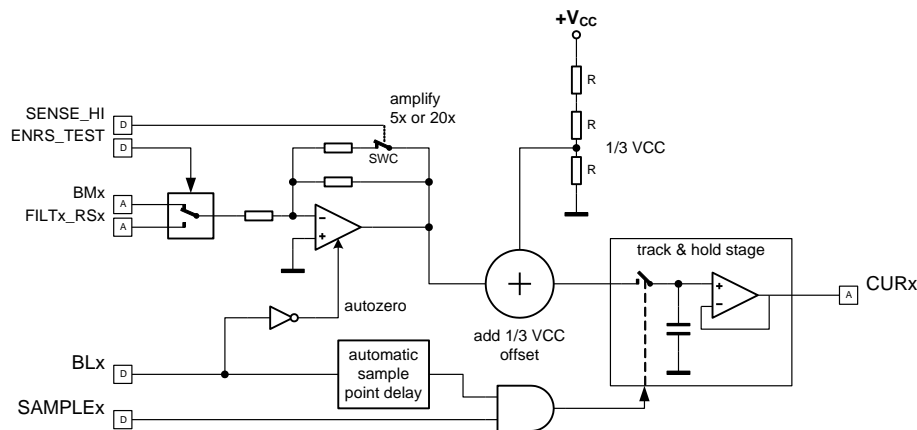 +VCC
R
R
1/3 VCC
R
SENSE_HI
D
ENRS_TEST
D
amplify
5x or 20x
SWC
BMx
A
FILTx_RSx
A
-
+
autozero
+
add 1/3 VCC
offset
track & hold stage
+
-
A
CURx
BLx
D
automatic
sample
point delay
SAMPLEx
D